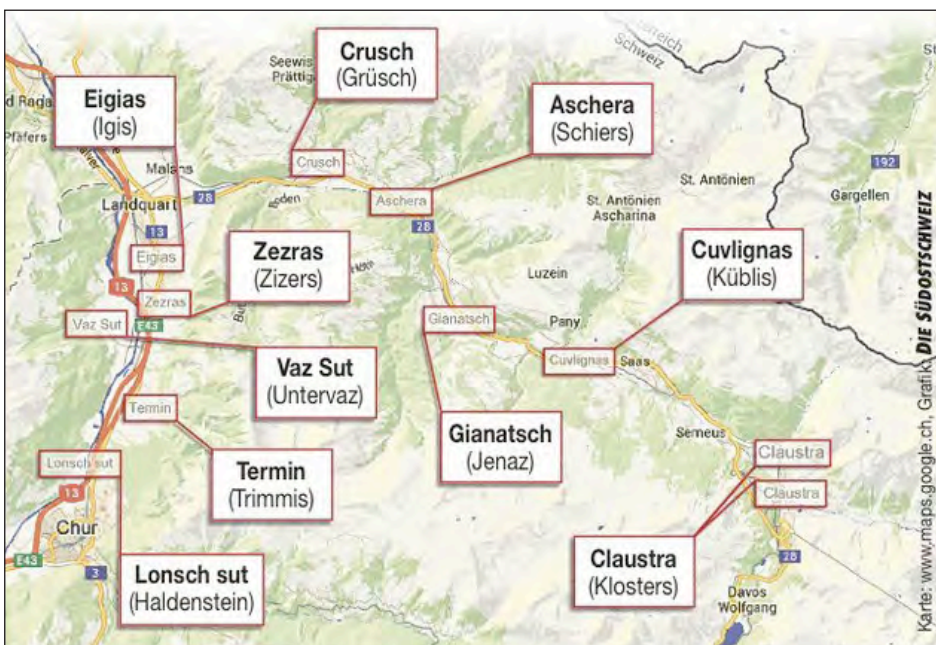 Österreich
Schweiz
Seewis
Prättig
Crusch
(Grüsch)
Eigias
(Igis)
d Raga
Pfäfers
Aschera
(Schiers)
Malans
Crusch
192
Gargellen
28
Landquart
Boden
Aschera
St. Antönien
St. Antönien
Ascharina
13
28
Eigias
Zezras
(Zizers)
Cuvlignas
(Küblis)
Luzein
13
Zezras
Vaz Sut
E43
Gianatsch
Pany
Cuvlignas
Saas
Vaz Sut
(Untervaz)
Termin
Gianatsch
(Jenaz)
Serneus
Claustra
Lonsch sut
Termin
(Trimmis)
13
Claustra
Chur
E43
3
Lonsch sut
(Haldenstein)
Claustra
(Klosters)
28
Davos
Wolfgang
Karte: www.maps.google.ch, Grafik: DIE SÜDOSTSCHWEIZ